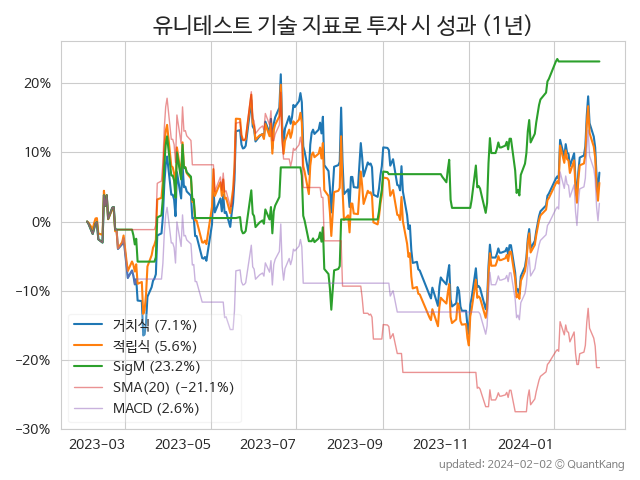 유니테스트 기술 지표로 투자 시 성과 (1년)
20%
10%
0%
−10%
−20%
−30%
거치식 (7.1%)
적립식 (5.6%)
SigM (23.2%)
SMA(20) (−21.1%)
MACD (2.6%)
2023-03 2023-05 2023-07 2023-09 2023-11 2024-01
updated: 2024-02-02 © QuantKang